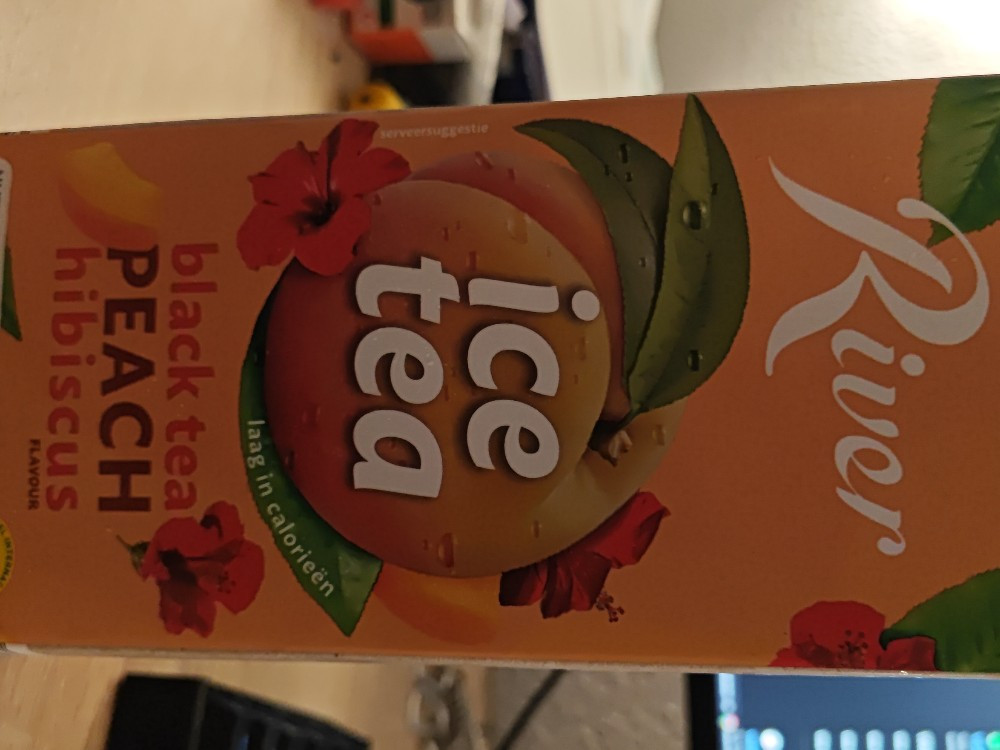 River
serveersuggestie
ice
tea
laag in calorieën
black tea
PEACH
hibiscus
FLAVOUR